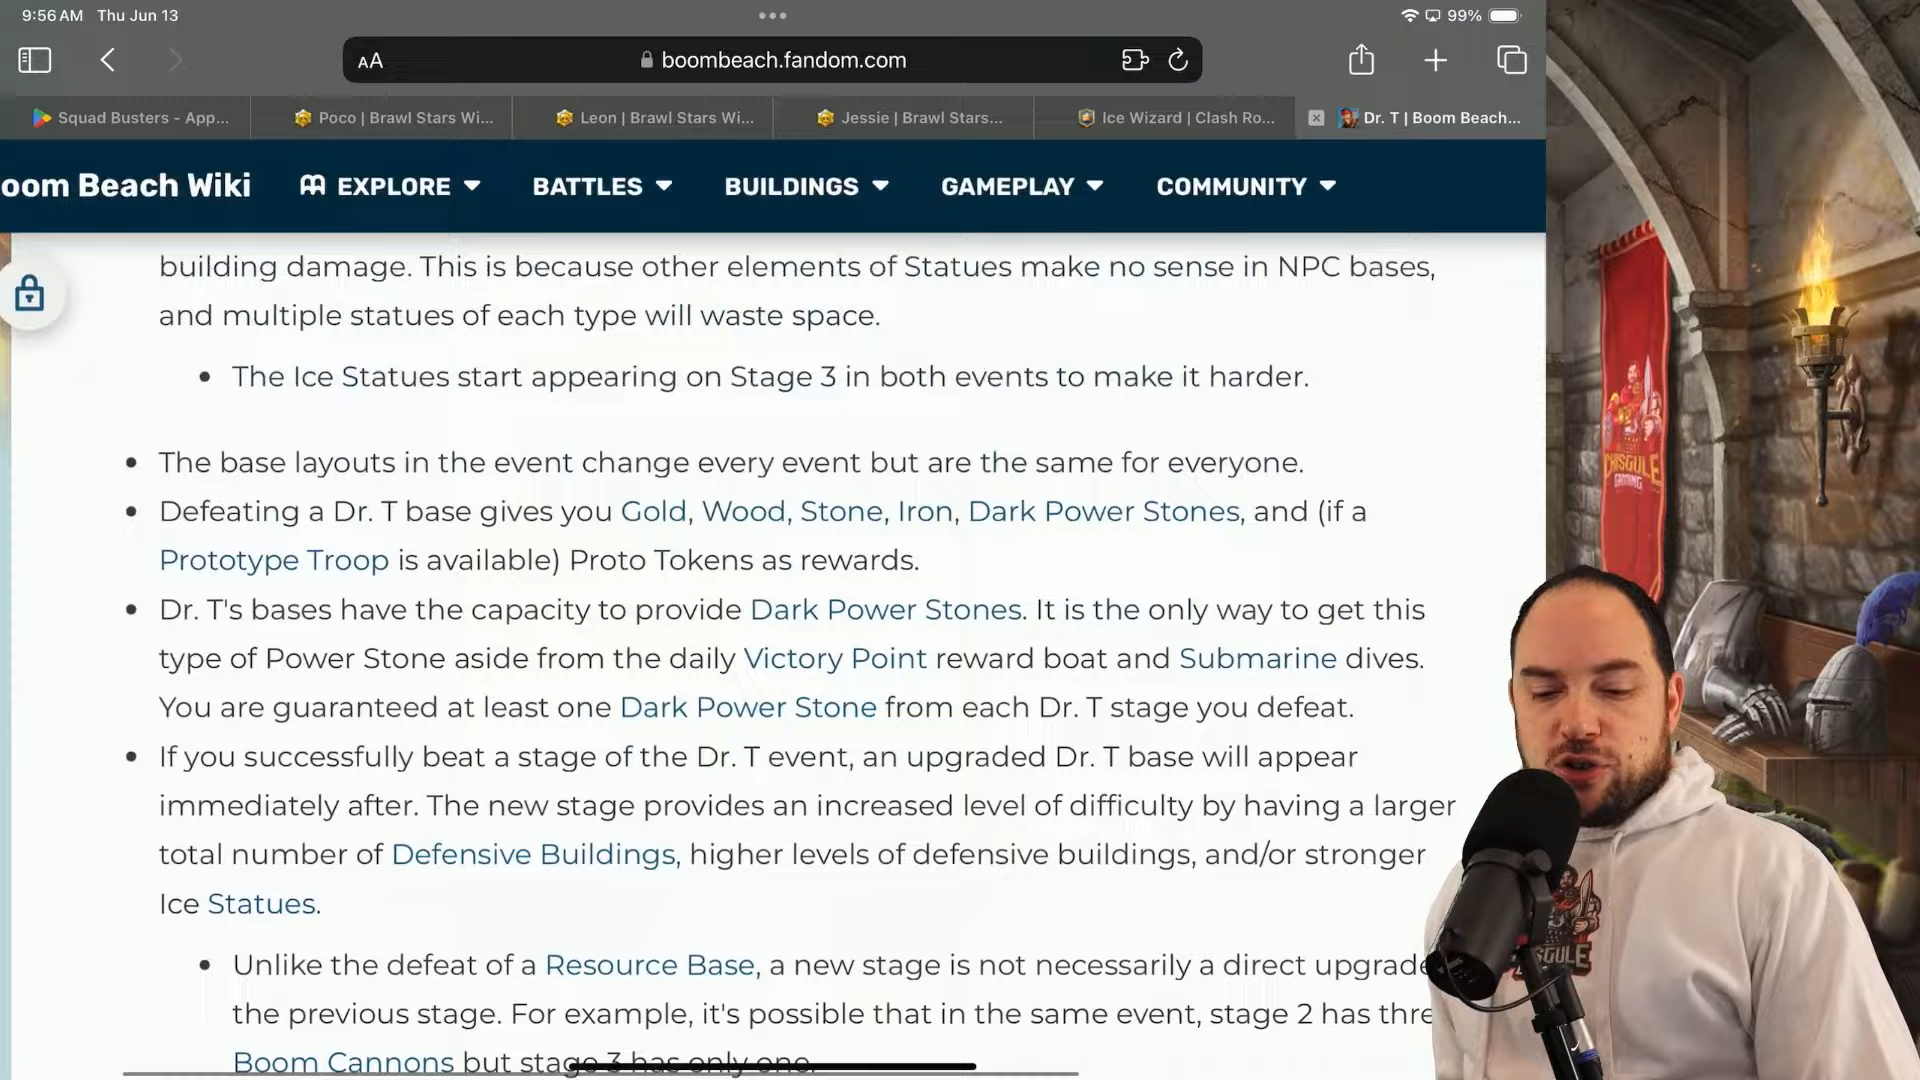 9:56 AM Thu Jun 13
99%
AA
boombeach.fandom.com
Squad Busters - App...
Poco | Brawl Stars Wi...
Leon | Brawl Stars Wi...
Jessie | Brawl Stars...
Ice Wizard | Clash Ro...
Dr. T | Boom Beach...
oom Beach Wiki
EXPLORE
BATTLES
BUILDINGS
GAMEPLAY
COMMUNITY
building damage. This is because other elements of Statues make no sense in NPC bases,
and multiple statues of each type will waste space.
The Ice Statues start appearing on Stage 3 in both events to make it harder.
The base layouts in the event change every event but are the same for everyone.
Defeating a Dr. T base gives you Gold, Wood, Stone, Iron, Dark Power Stones, and (if a
Prototype Troop is available) Proto Tokens as rewards.
Dr. T's bases have the capacity to provide Dark Power Stones. It is the only way to get this
type of Power Stone aside from the daily Victory Point reward boat and Submarine dives.
You are guaranteed at least one Dark Power Stone from each Dr. T stage you defeat.
If you successfully beat a stage of the Dr. T event, an upgraded Dr. T base will appear
immediately after. The new stage provides an increased level of difficulty by having a larger
total number of Defensive Buildings, higher levels of defensive buildings, and/or stronger
Ice Statues.
Unlike the defeat of a Resource Base, a new stage is not necessarily a direct upgrade
the previous stage. For example, it's possible that in the same event, stage 2 has thre
Boom Cannons but stage 3 has only one.
CHISGULE
GAMING
SGULE